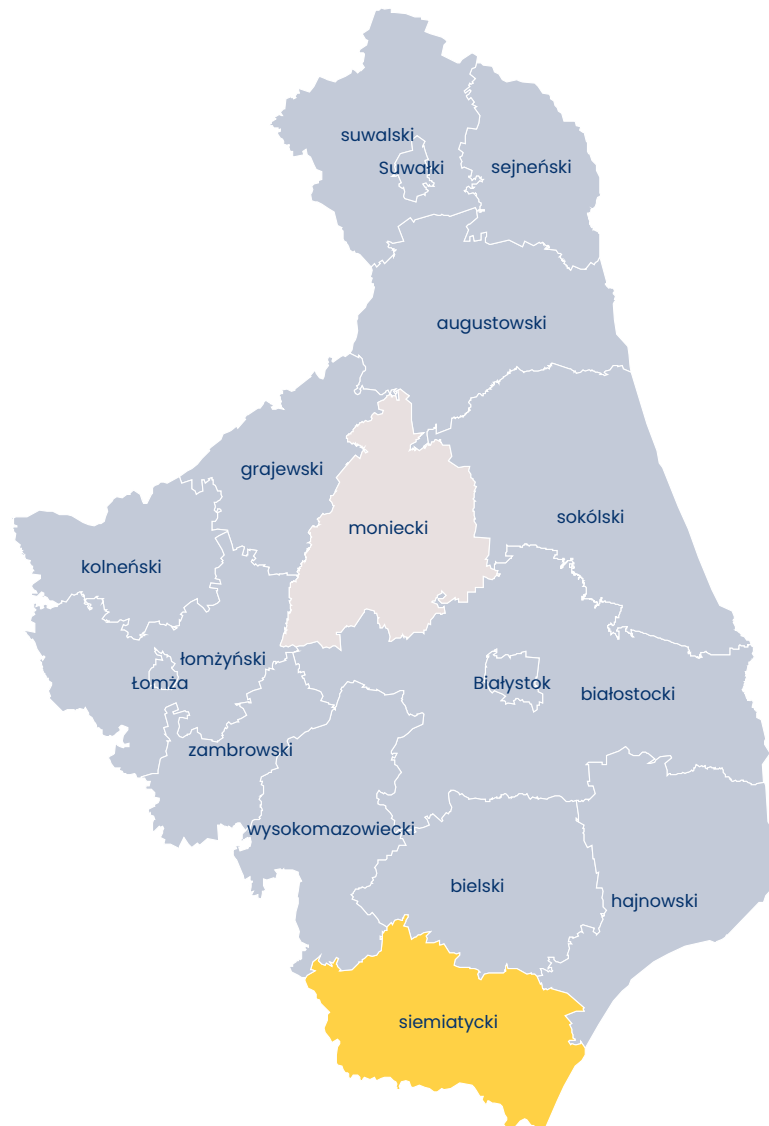 suwalski
Suwałki
sejneński
augustowski
grajewski
sokólski
moniecki
kolneński
łomżyński
Łomża
Białystok
białostocki
zambrowski
wysokomazowiecki
bielski
hajnowski
siemiatycki